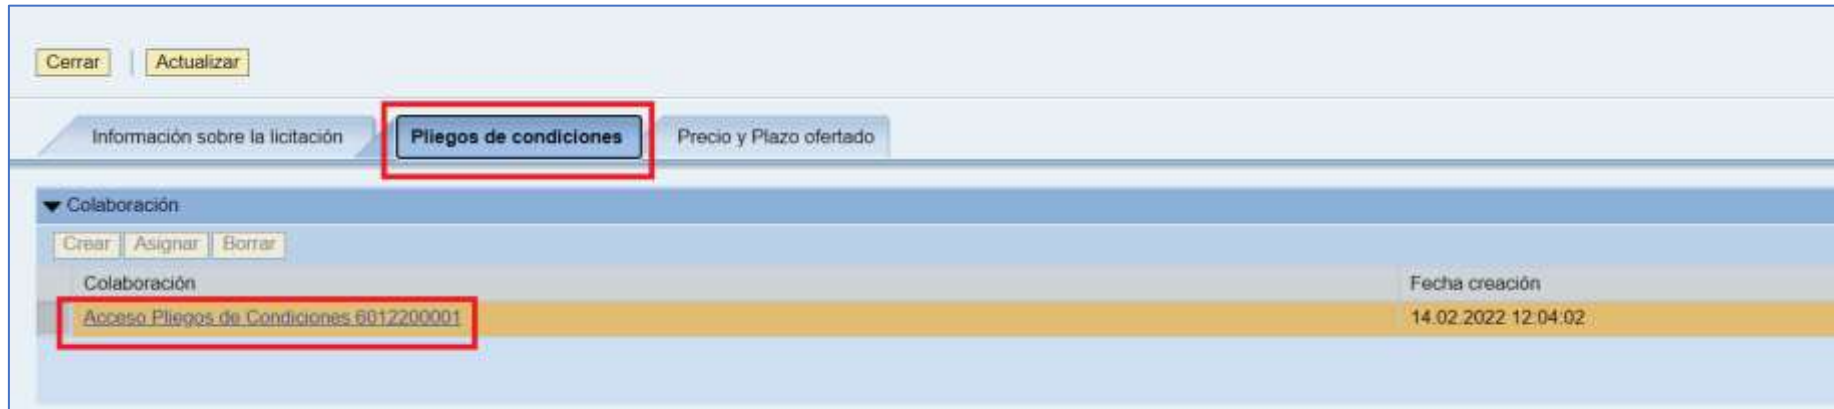 Cerrar | Actualizar
Información sobre la licitación Pliegos de condiciones Precio y Plazo ofertado
Colaboración
Crear Asignar Borrar
Colaboración Fecha creación
Acceso Pliegos de Condiciones 6012200001 14.02.2022 12:04:02